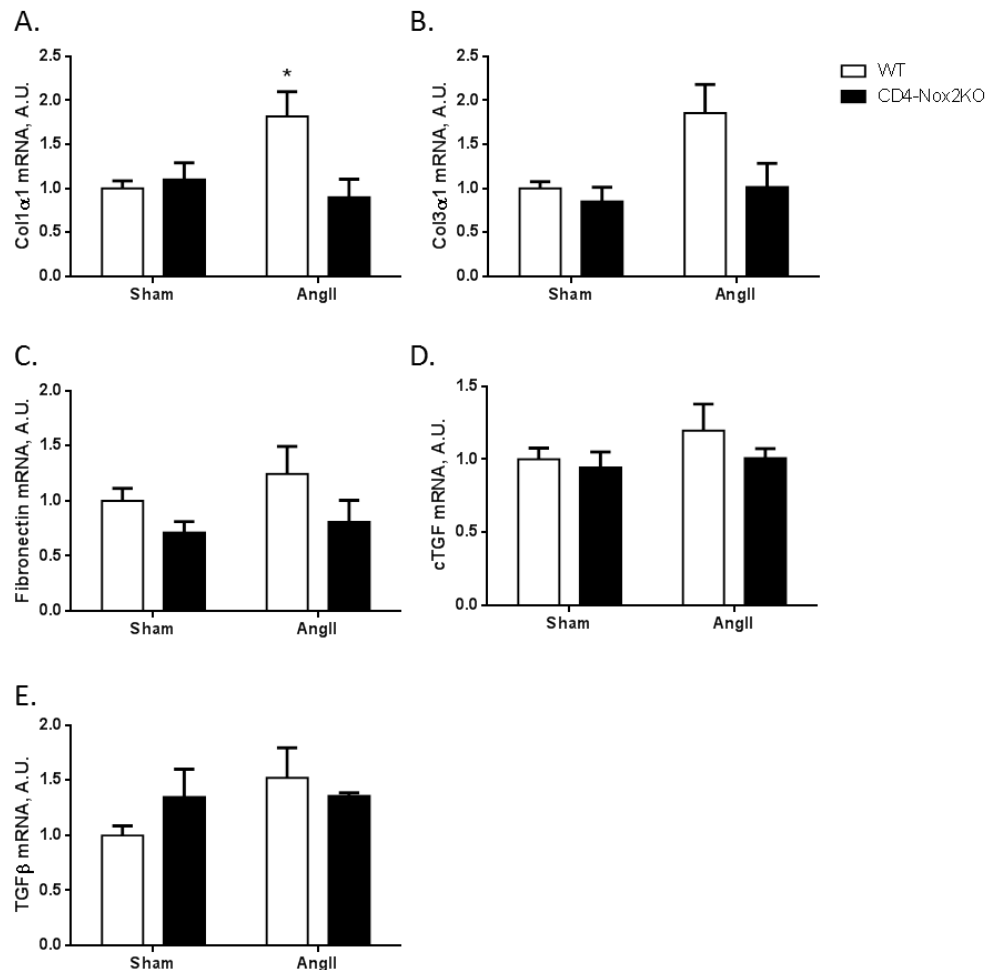 A.
Col1α1 mRNA, A.U.
2.5
2.0
1.5
1.0
0.5
0.0
*
Sham
AngII
B.
Col3α1 mRNA, A.U.
2.5
2.0
1.5
1.0
0.5
0.0
Sham
AngII
WT
CD4-Nox2KO
C.
Fibronectin mRNA, A.U.
2.0
1.5
1.0
0.5
0.0
Sham
AngII
D.
cTGF mRNA, A.U.
1.5
1.0
0.5
0.0
Sham
AngII
E.
TGFβ mRNA, A.U.
2.0
1.5
1.0
0.5
0.0
Sham
AngII